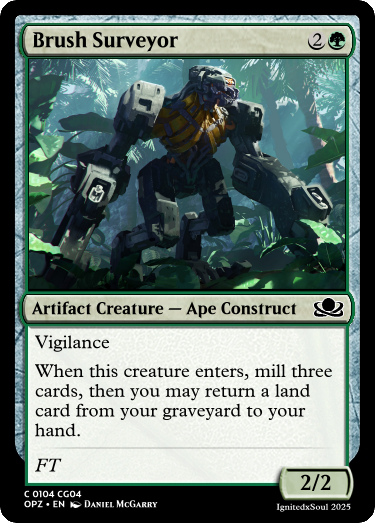 Brush Surveyor 2
Artifact Creature — Ape Construct
Vigilance
When this creature enters, mill three
cards, then you may return a land
card from your graveyard to your
hand.
FT
2/2
C 0104 CG04
OPZ • EN Daniel McGarry
IgnitedxSoul 2025